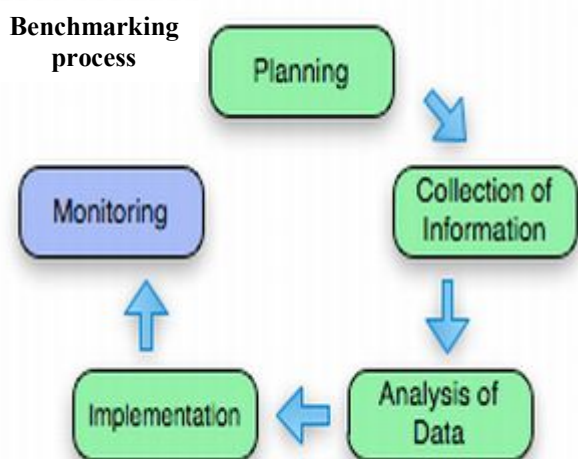 Benchmarking
process
Planning
Collection of
Information
Analysis of
Data
Implementation
Monitoring